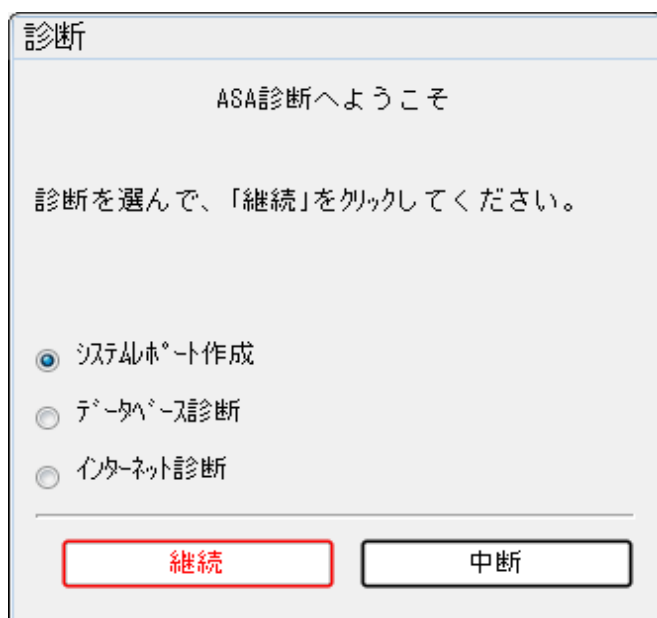 診断
ASA診断へようこそ
診断を選んで、「継続」をｸﾘｯｸしてください。
ｼｽﾃﾑﾚﾎﾟｰﾄ作成
ﾃﾞｰﾀﾍﾞｰｽ診断
ｲﾝﾀｰﾈｯﾄ診断
継続 中断